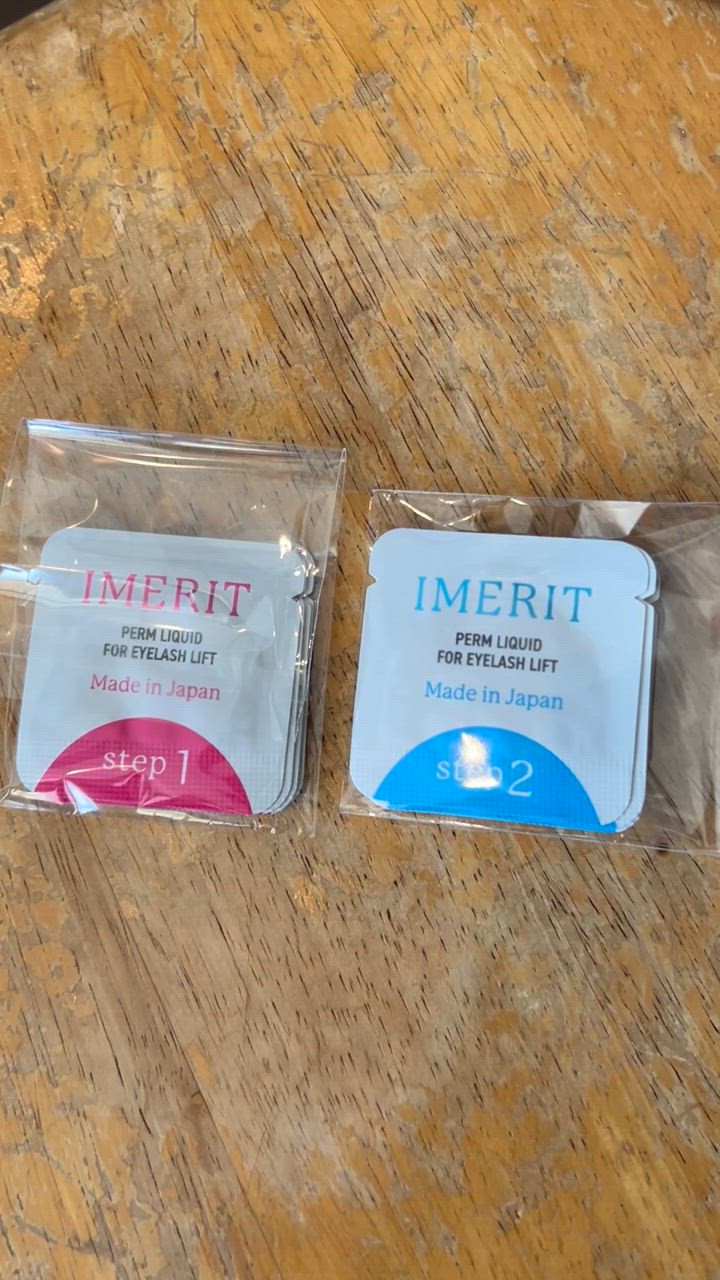 IMERIT
PERM LIQUID
FOR EYELASH LIFT
Made in Japan
step 1
IMERIT
PERM LIQUID
FOR EYELASH LIFT
Made in Japan
step 2